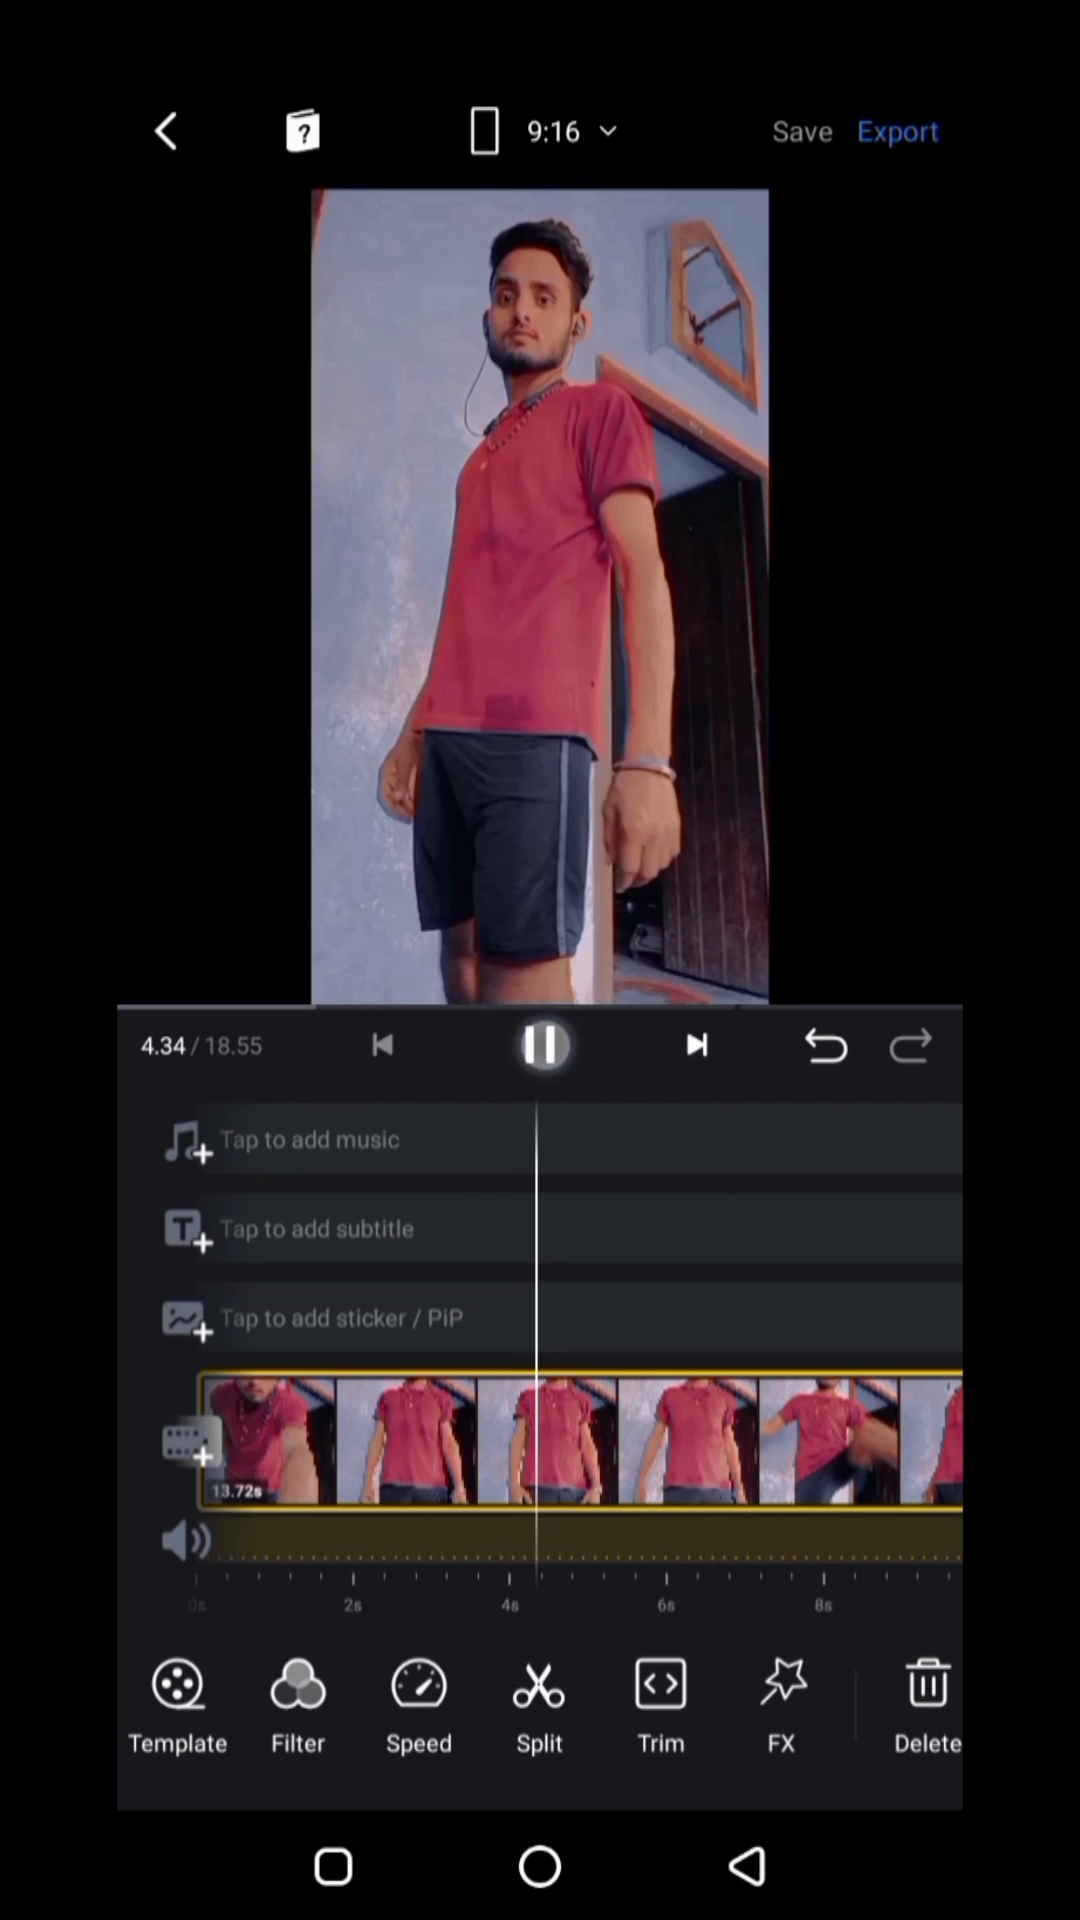 9:16 Save Export
4.34 / 18.55
Tap to add music
Tap to add subtitle
Tap to add sticker / PiP
13.72s
0s 2s 4s 6s 8s
Template Filter Speed Split Trim FX Delete